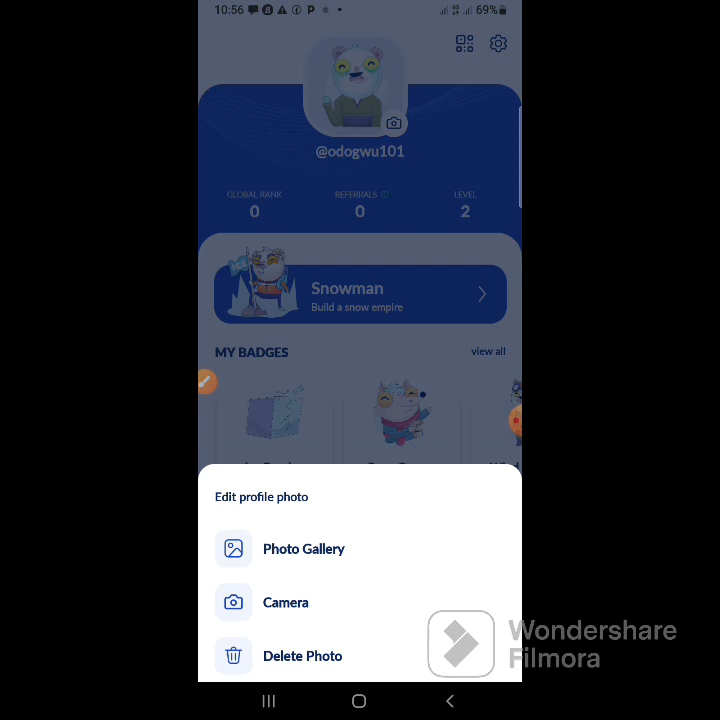 10:56
69%
@odogwu101
GLOBAL RANK
REFERRALS
LEVEL
0
0
2
Snowman
Build a snow empire
MY BADGES
view all
Edit profile photo
Photo Gallery
Camera
Delete Photo
Wondershare
Filmora